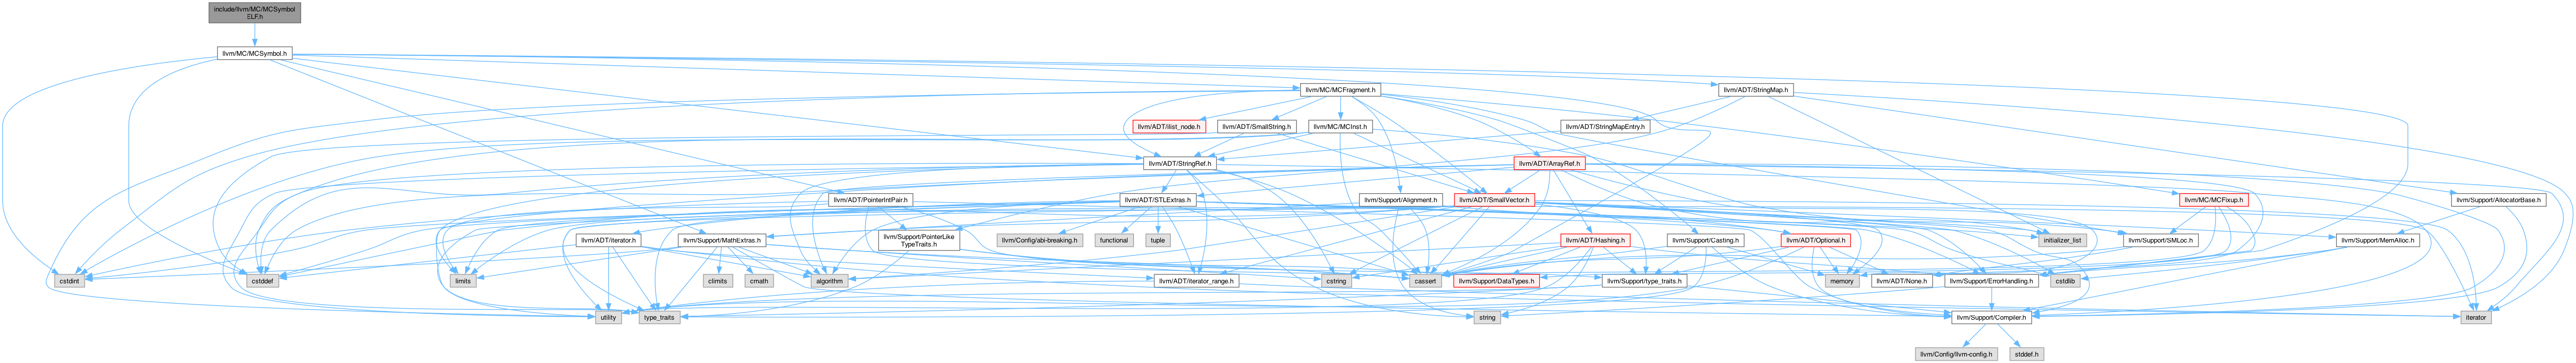 include/llvm/MC/MCSymbol
ELF.h
llvm/MC/MCSymbol.h
llvm/MC/MCFragment.h
llvm/ADT/StringMap.h
llvm/ADT/ilist_node.h
llvm/ADT/SmallString.h
llvm/MC/MCInst.h
llvm/ADT/StringMapEntry.h
llvm/ADT/StringRef.h
llvm/ADT/ArrayRef.h
llvm/ADT/PointerIntPair.h
llvm/ADT/STLExtras.h
llvm/Support/Alignment.h
llvm/ADT/SmallVector.h
llvm/MC/MCFixup.h
llvm/Support/AllocatorBase.h
llvm/ADT/iterator.h
llvm/Support/MathExtras.h
llvm/Support/PointerLike
TypeTraits.h
llvm/Config/abi-breaking.h
functional
tuple
llvm/ADT/Hashing.h
llvm/Support/Casting.h
llvm/ADT/Optional.h
initializer_list
llvm/Support/SMLoc.h
llvm/Support/MemAlloc.h
cstdint
cstddef
limits
climits
cmath
algorithm
llvm/ADT/iterator_range.h
cstring
cassert
llvm/Support/DataTypes.h
llvm/Support/type_traits.h
memory
llvm/ADT/None.h
llvm/Support/ErrorHandling.h
cstdlib
utility
type_traits
string
llvm/Support/Compiler.h
iterator
llvm/Config/llvm-config.h
stddef.h